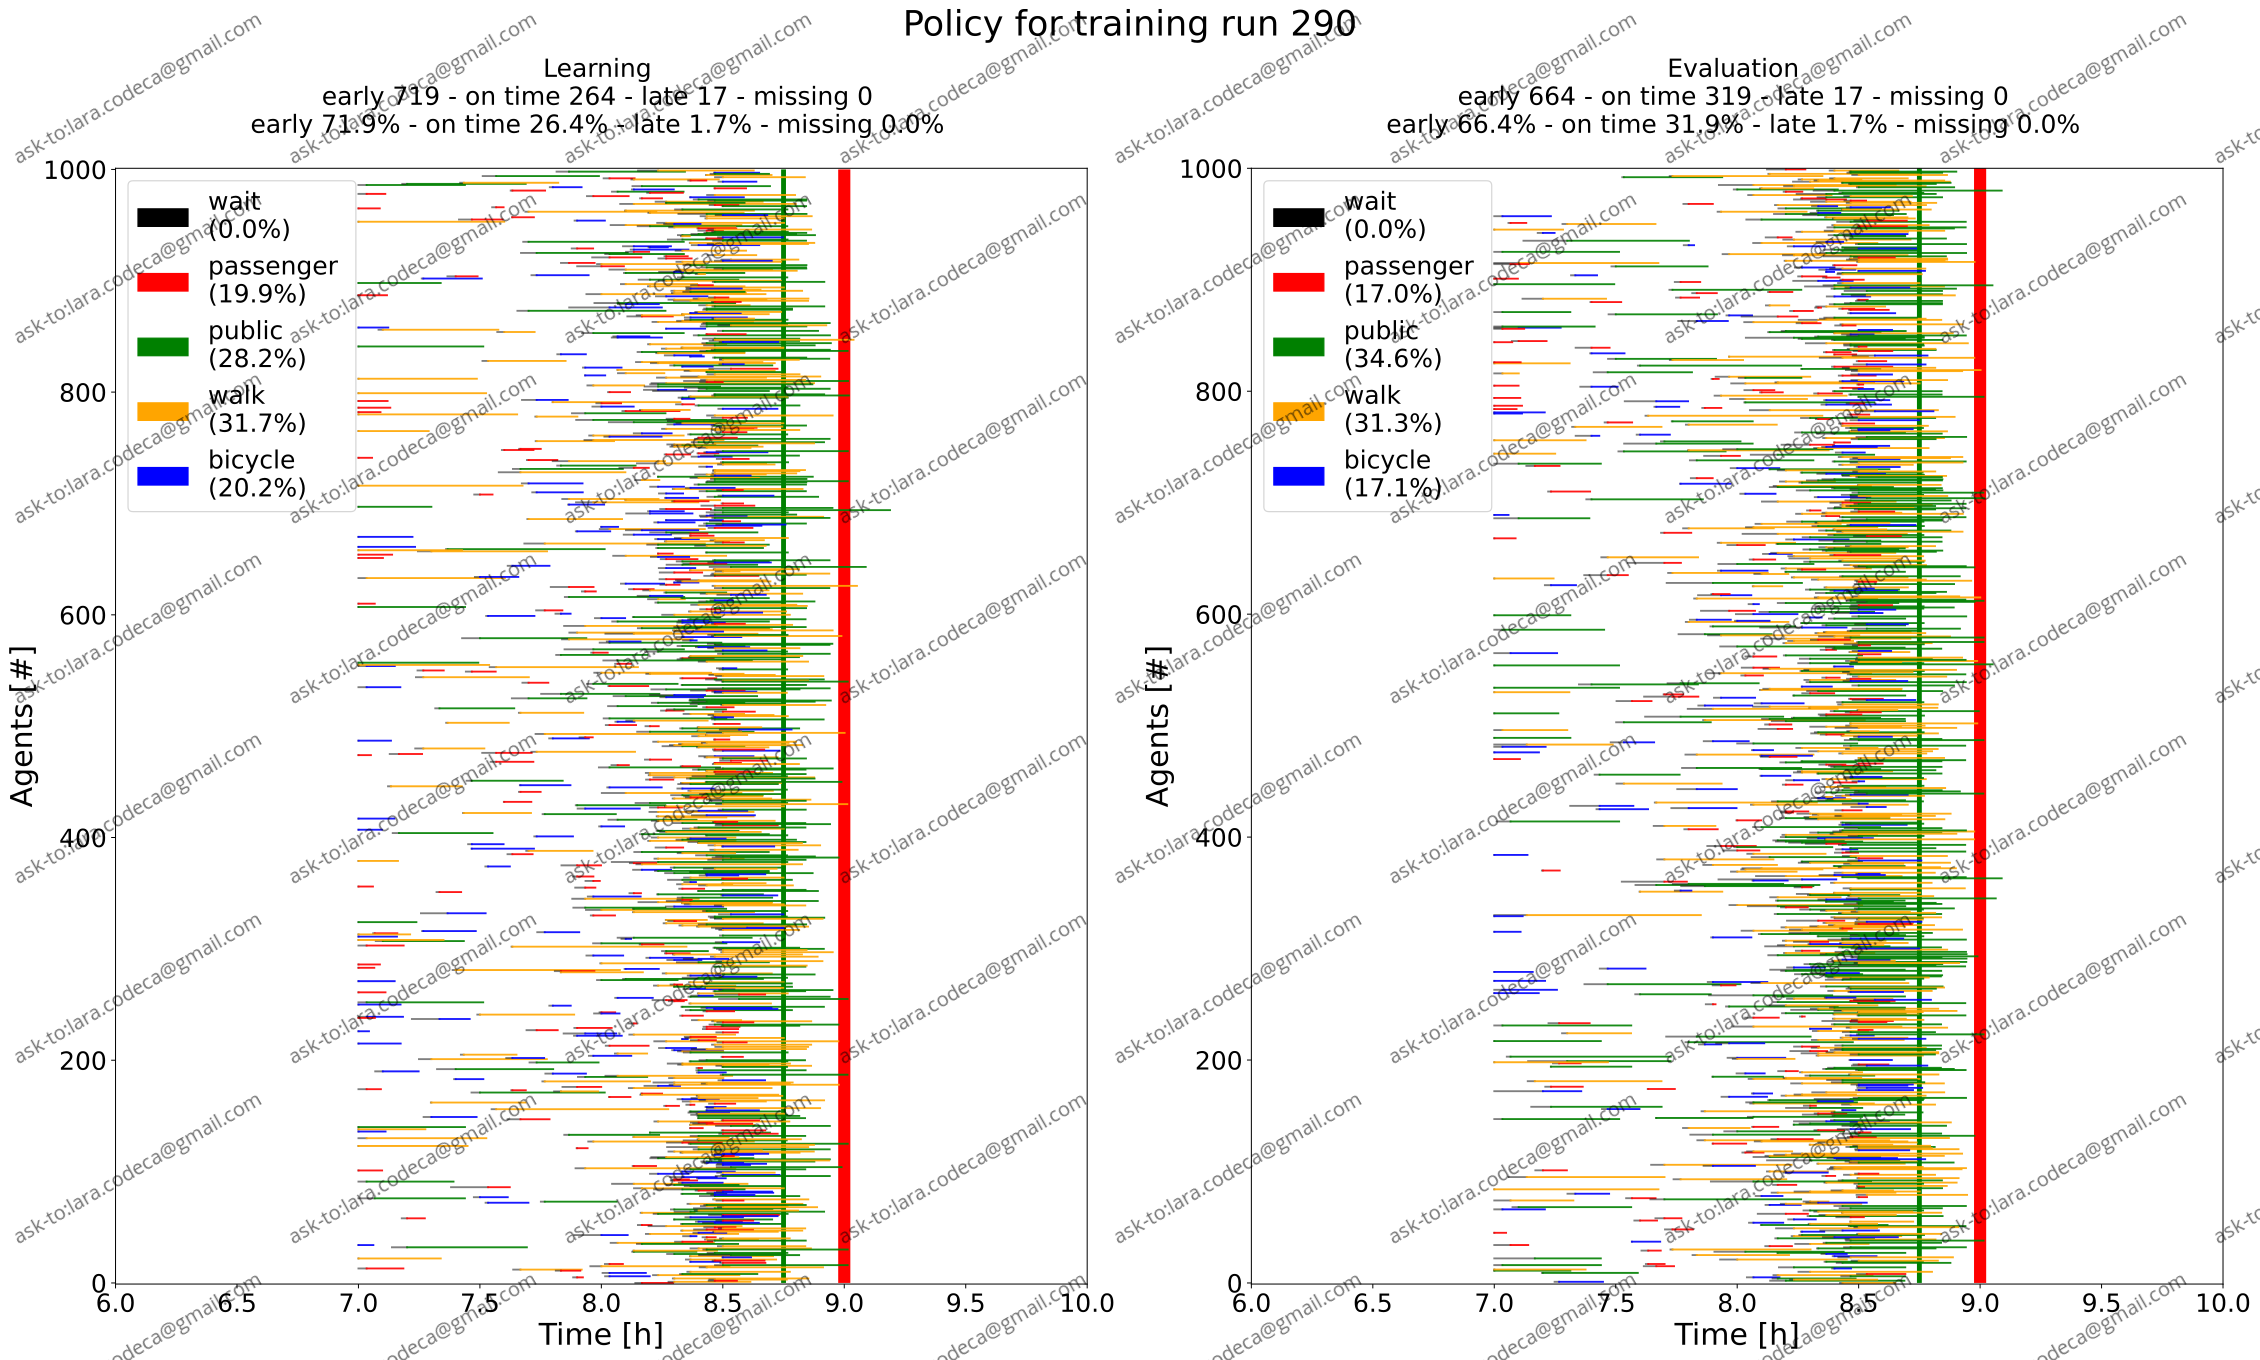 Policy for training run 290
Learning
early 719 - on time 264 - late 17 - missing 0
early 71.9% - on time 26.4% - late 1.7% - missing 0.0%
1000
800
600
400
200
0
Agents [#]
wait
(0.0%)
passenger
(19.9%)
public
(28.2%)
walk
(31.7%)
bicycle
(20.2%)
6.0 6.5 7.0 7.5 8.0 8.5 9.0 9.5 10.0
Time [h]
Evaluation
early 664 - on time 319 - late 17 - missing 0
early 66.4% - on time 31.9% - late 1.7% - missing 0.0%
1000
800
600
400
200
0
Agents [#]
wait
(0.0%)
passenger
(17.0%)
public
(34.6%)
walk
(31.3%)
bicycle
(17.1%)
6.0 6.5 7.0 7.5 8.0 8.5 9.0 9.5 10.0
Time [h]
ask-to:lara.codeca@gmail.com